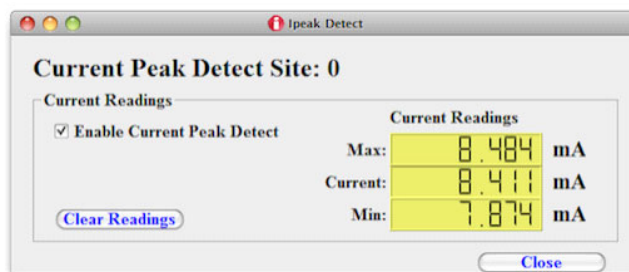 Ipeak Detect
Current Peak Detect Site: 0
Current Readings
Current Readings
Enable Current Peak Detect
Max: 8.484 mA
Current: 8.411 mA
Min: 7.874 mA
Clear Readings
Close